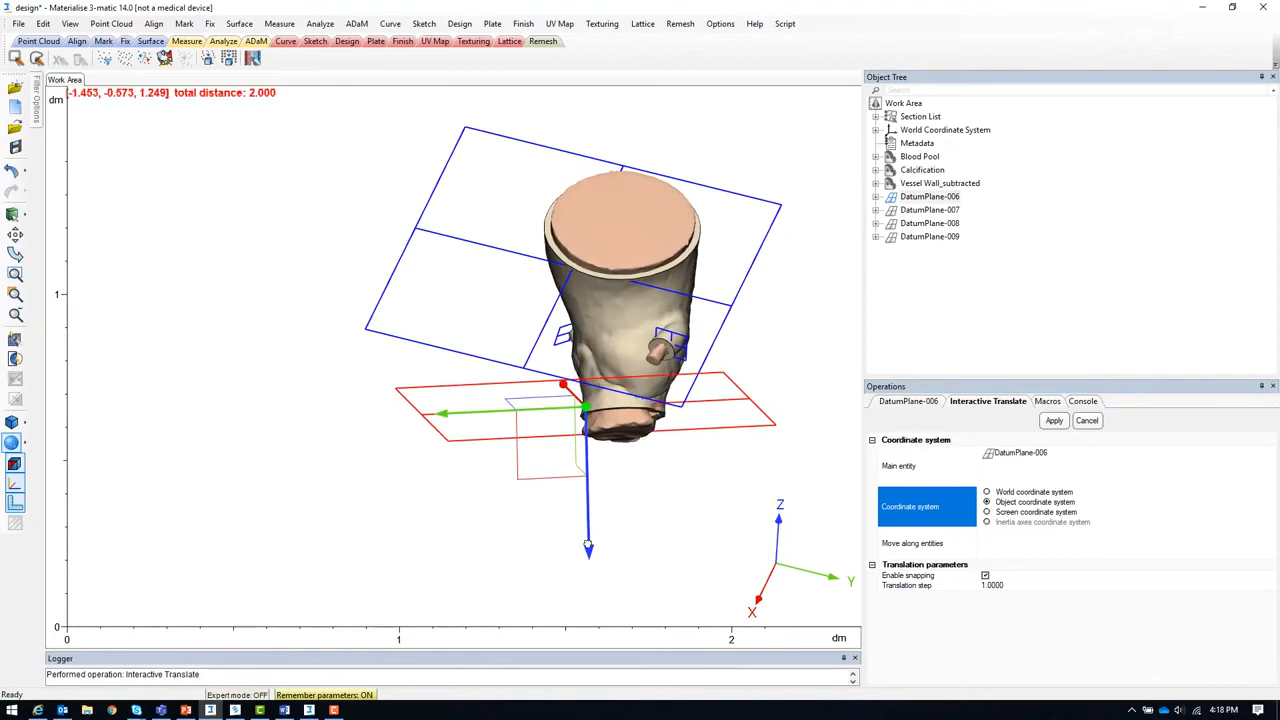 design* - Materialise 3-matic 14.0 [not a medical device]
File Edit View Point Cloud Align Mark Fix Surface Measure Analyze ADaM Curve Sketch Design Plate Finish UV Map Texturing Lattice Remesh Options Help Script
Point Cloud Align Mark Fix Surface Measure Analyze ADaM Curve Sketch Design Plate Finish UV Map Texturing Lattice Remesh
Filter Options
Work Area
dm
[-1.453, -0.573, 1.249] total distance: 2.000
1
0
0
1
2
dm
Z
Y
X
Object Tree
Search
Work Area
Section List
World Coordinate System
Metadata
Blood Pool
Calcification
Vessel Wall_subtracted
DatumPlane-006
DatumPlane-007
DatumPlane-008
DatumPlane-009
Operations
DatumPlane-006 Interactive Translate Macros Console
Apply Cancel
Coordinate system
Main entity DatumPlane-006
Coordinate system
World coordinate system
Object coordinate system
Screen coordinate system
Inertia axes coordinate system
Move along entities
Translation parameters
Enable snapping
Translation step 1.0000
Logger
Performed operation: Interactive Translate
Ready Expert mode: OFF Remember parameters: ON
4:18 PM